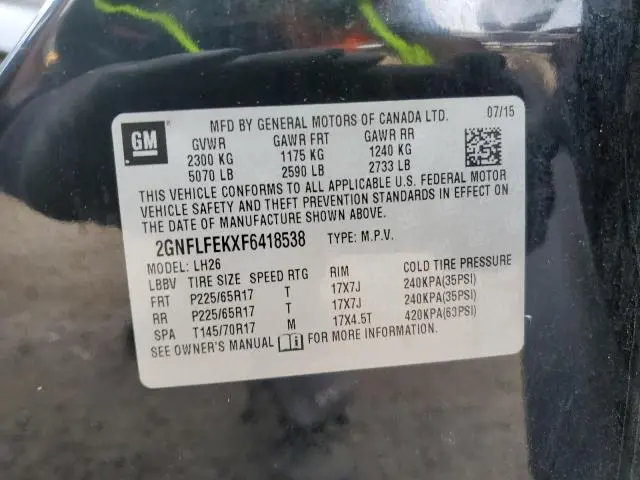 MFD BY GENERAL MOTORS OF CANADA LTD. 07/15
GM
GVWR GAWR FRT GAWR RR
2300 KG 1175 KG 1240 KG
5070 LB 2590 LB 2733 LB
THIS VEHICLE CONFORMS TO ALL APPLICABLE U.S. FEDERAL MOTOR
VEHICLE SAFETY AND THEFT PREVENTION STANDARDS IN EFFECT ON
THE DATE OF MANUFACTURE SHOWN ABOVE.
2GNFLFEKXF6418538 TYPE: M.P.V.
MODEL: LH26
LBBV TIRE SIZE SPEED RTG RIM COLD TIRE PRESSURE
FRT P225/65R17 T 17X7J 240KPA(35PSI)
RR P225/65R17 T 17X7J 240KPA(35PSI)
SPA T145/70R17 M 17X4.5T 420KPA(63PSI)
SEE OWNER'S MANUAL FOR MORE INFORMATION.